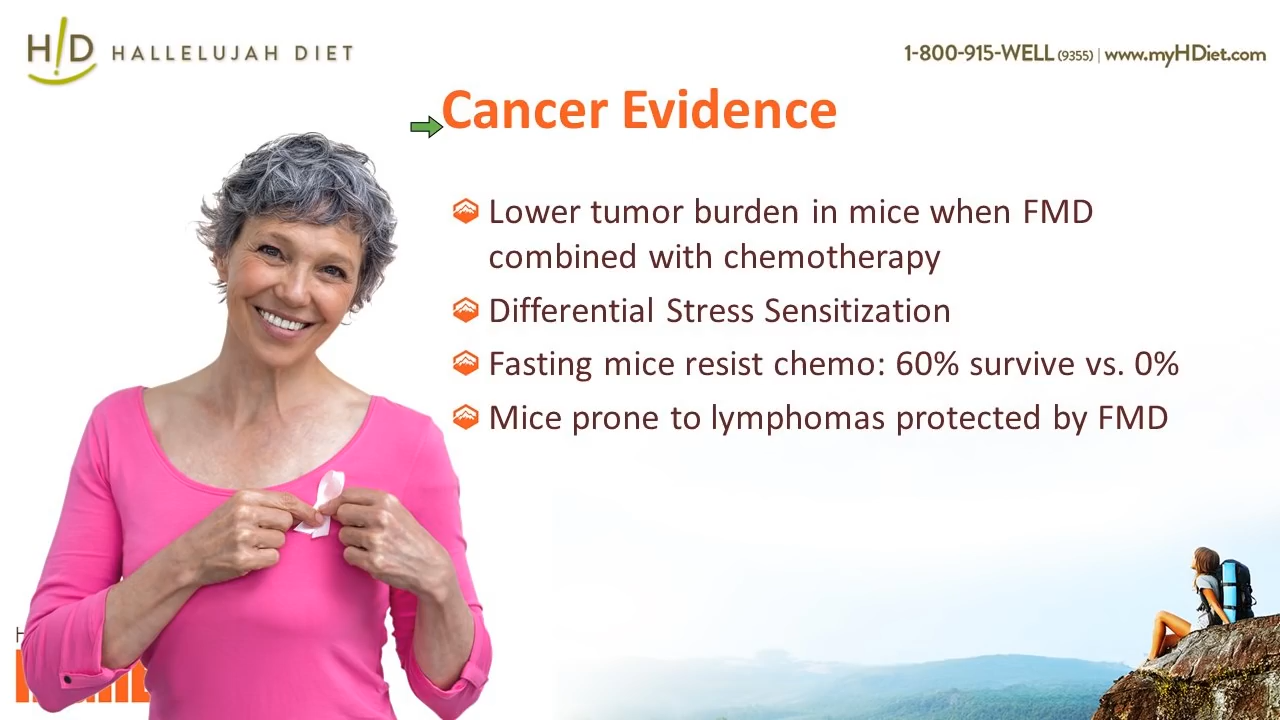 H!D HALLELUJAH DIET
1-800-915-WELL (9355) | www.myHDiet.com
Cancer Evidence
Lower tumor burden in mice when FMD
combined with chemotherapy
Differential Stress Sensitization
Fasting mice resist chemo: 60% survive vs. 0%
Mice prone to lymphomas protected by FMD